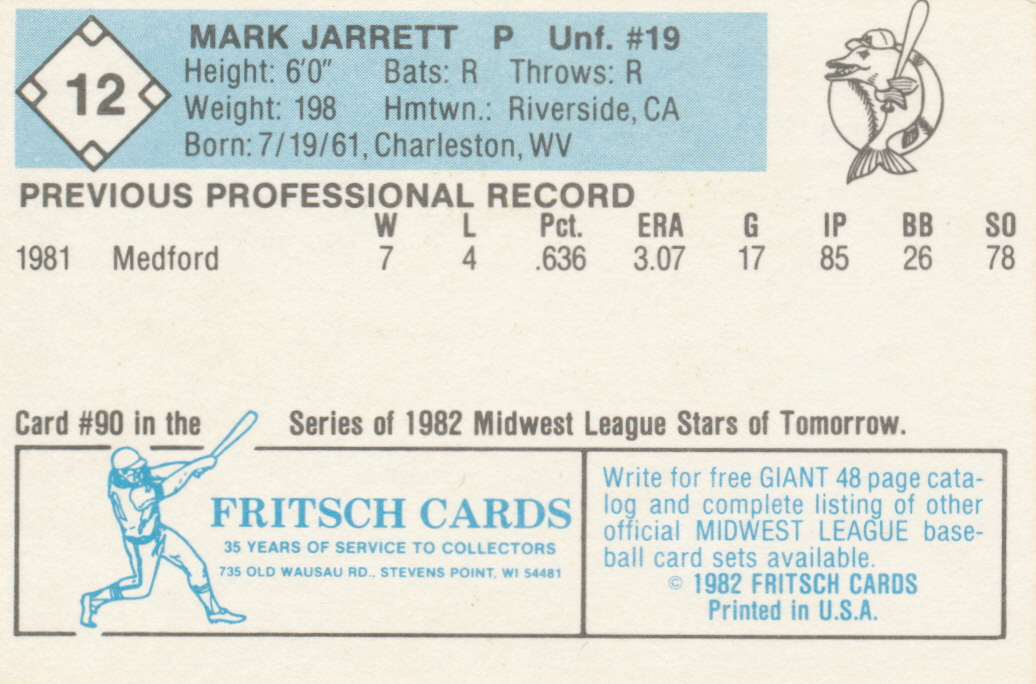 12
MARK JARRETT P Unf. #19
Height: 6'0" Bats: R Throws: R
Weight: 198 Hmtwn.: Riverside, CA
Born: 7/19/61, Charleston, WV
PREVIOUS PROFESSIONAL RECORD
W L Pct. ERA G IP BB SO
1981 Medford 7 4 .636 3.07 17 85 26 78
Card #90 in the Series of 1982 Midwest League Stars of Tomorrow.
FRITSCH CARDS
35 YEARS OF SERVICE TO COLLECTORS
735 OLD WAUSAU RD., STEVENS POINT, WI 54481
Write for free GIANT 48 page cata-
log and complete listing of other
official MIDWEST LEAGUE base-
ball card sets available.
© 1982 FRITSCH CARDS
Printed in U.S.A.